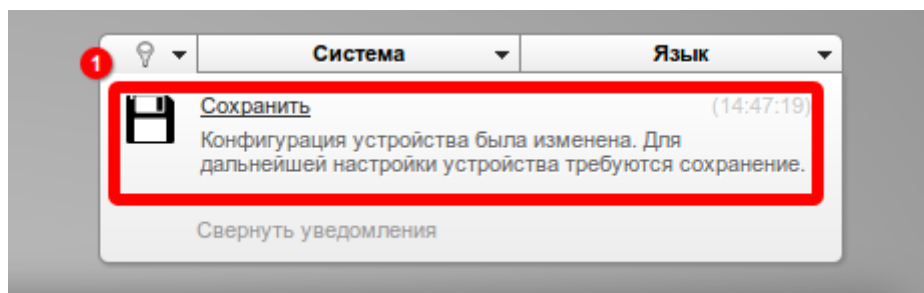 1
Система
Язык
Сохранить (14:47:19)
Конфигурация устройства была изменена. Для
дальнейшей настройки устройства требуются сохранение.
Свернуть уведомления